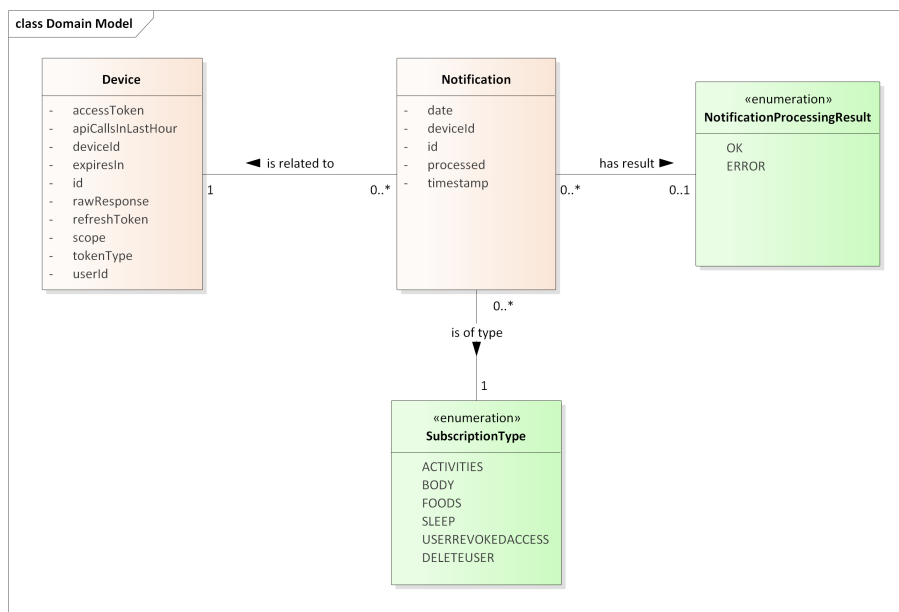 class Domain Model
Device
- accessToken
- apiCallsInLastHour
- deviceId
- expiresIn
- id
- rawResponse
- refreshToken
- scope
- tokenType
- userId
is related to
1
0..*
Notification
- date
- deviceId
- id
- processed
- timestamp
has result
0..*
0..1
«enumeration»
NotificationProcessingResult
OK
ERROR
0..*
is of type
1
«enumeration»
SubscriptionType
ACTIVITIES
BODY
FOODS
SLEEP
USERREVOKEDACCESS
DELETEUSER